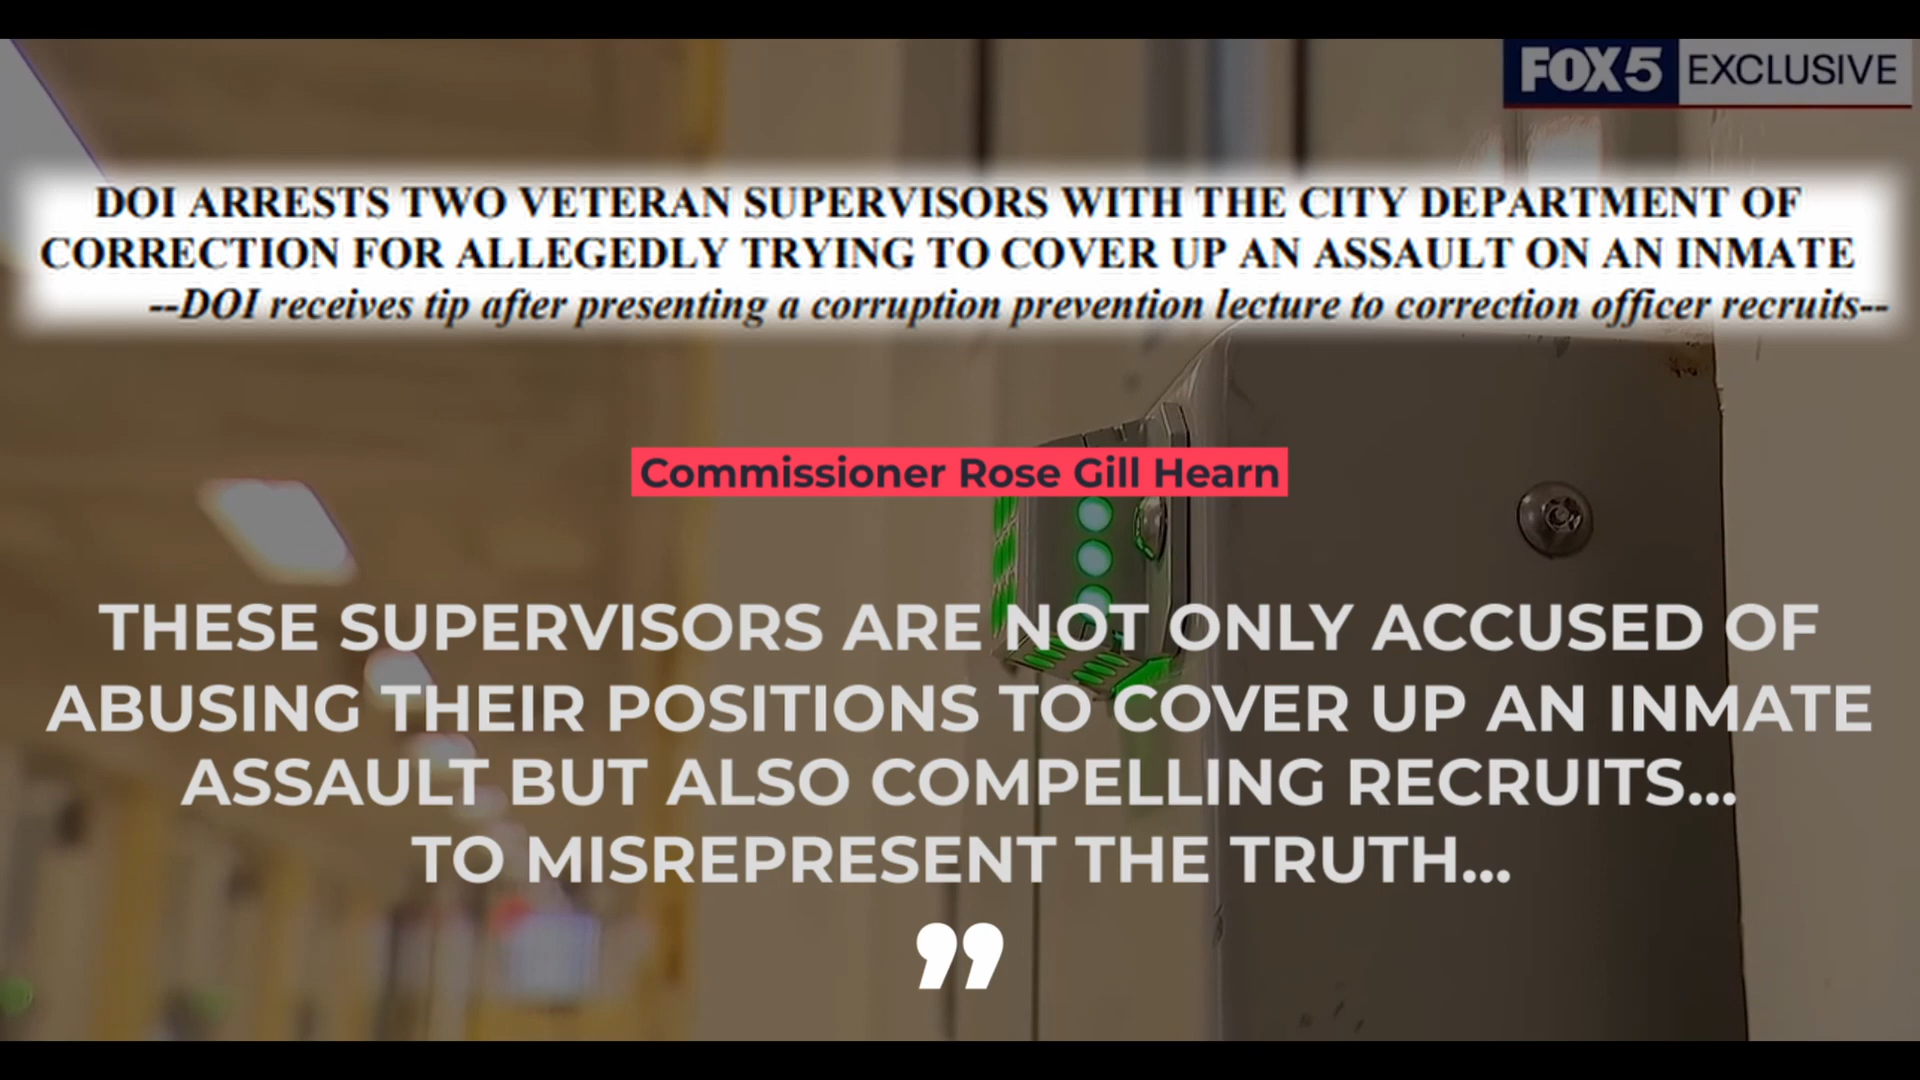 FOX5 EXCLUSIVE
DOI ARRESTS TWO VETERAN SUPERVISORS WITH THE CITY DEPARTMENT OF
CORRECTION FOR ALLEGEDLY TRYING TO COVER UP AN ASSAULT ON AN INMATE
--DOI receives tip after presenting a corruption prevention lecture to correction officer recruits--
Commissioner Rose Gill Hearn
THESE SUPERVISORS ARE NOT ONLY ACCUSED OF
ABUSING THEIR POSITIONS TO COVER UP AN INMATE
ASSAULT BUT ALSO COMPELLING RECRUITS...
TO MISREPRESENT THE TRUTH...
”